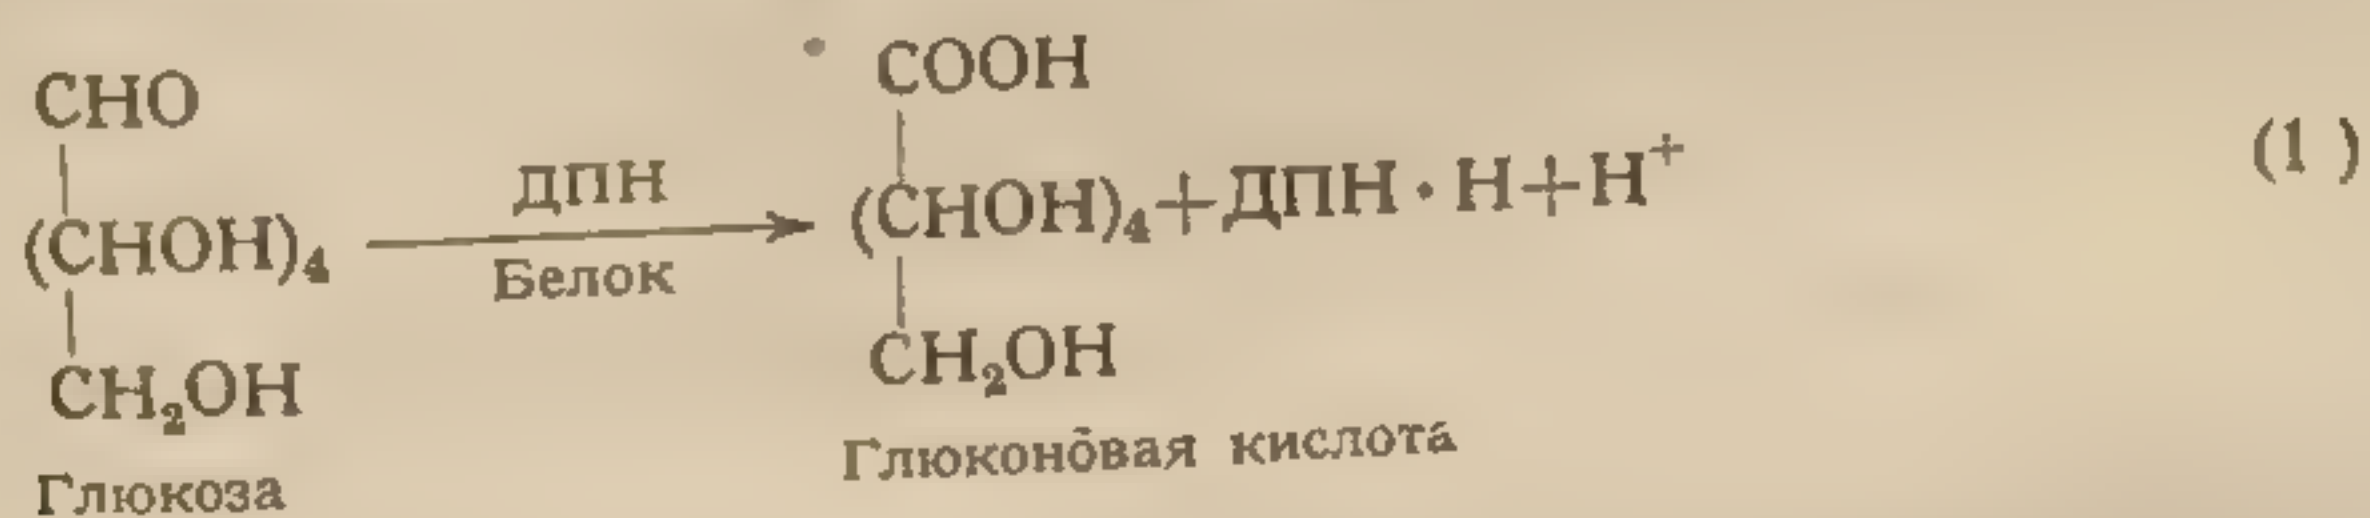 CHO
(CHOH)₄
CH₂OH
Глюкоза
ДПН
Белок
COOH
(CHOH)₄+ДПН · H+H⁺
CH₂OH
Глюконовая кислота
(1 )